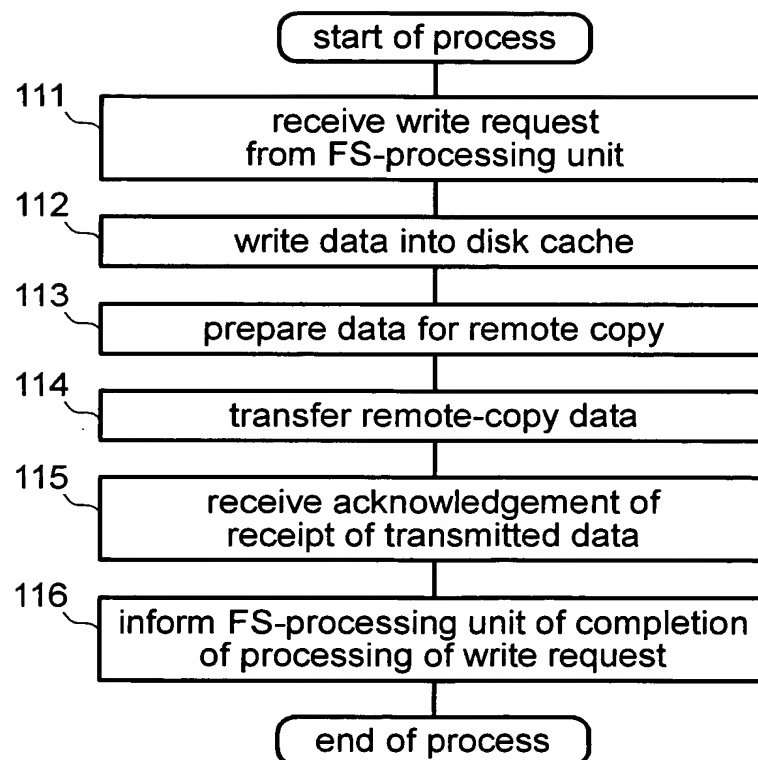 start of process
111
receive write request
from FS-processing unit
112
write data into disk cache
113
prepare data for remote copy
114
transfer remote-copy data
115
receive acknowledgement of
receipt of transmitted data
116
inform FS-processing unit of completion
of processing of write request
end of process